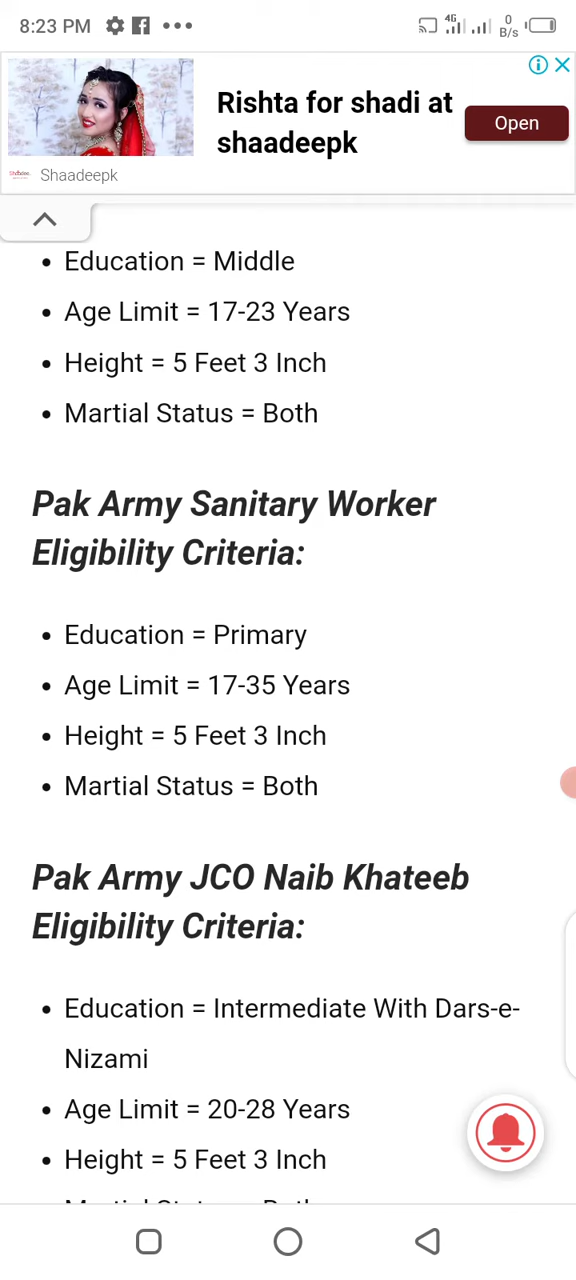 8:23 PM
4G
0
B/s
Rishta for shadi at
shaadeepk
Open
Shaadeepk
• Education = Middle
• Age Limit = 17-23 Years
• Height = 5 Feet 3 Inch
• Martial Status = Both
Pak Army Sanitary Worker
Eligibility Criteria:
• Education = Primary
• Age Limit = 17-35 Years
• Height = 5 Feet 3 Inch
• Martial Status = Both
Pak Army JCO Naib Khateeb
Eligibility Criteria:
• Education = Intermediate With Dars-e-
Nizami
• Age Limit = 20-28 Years
• Height = 5 Feet 3 Inch